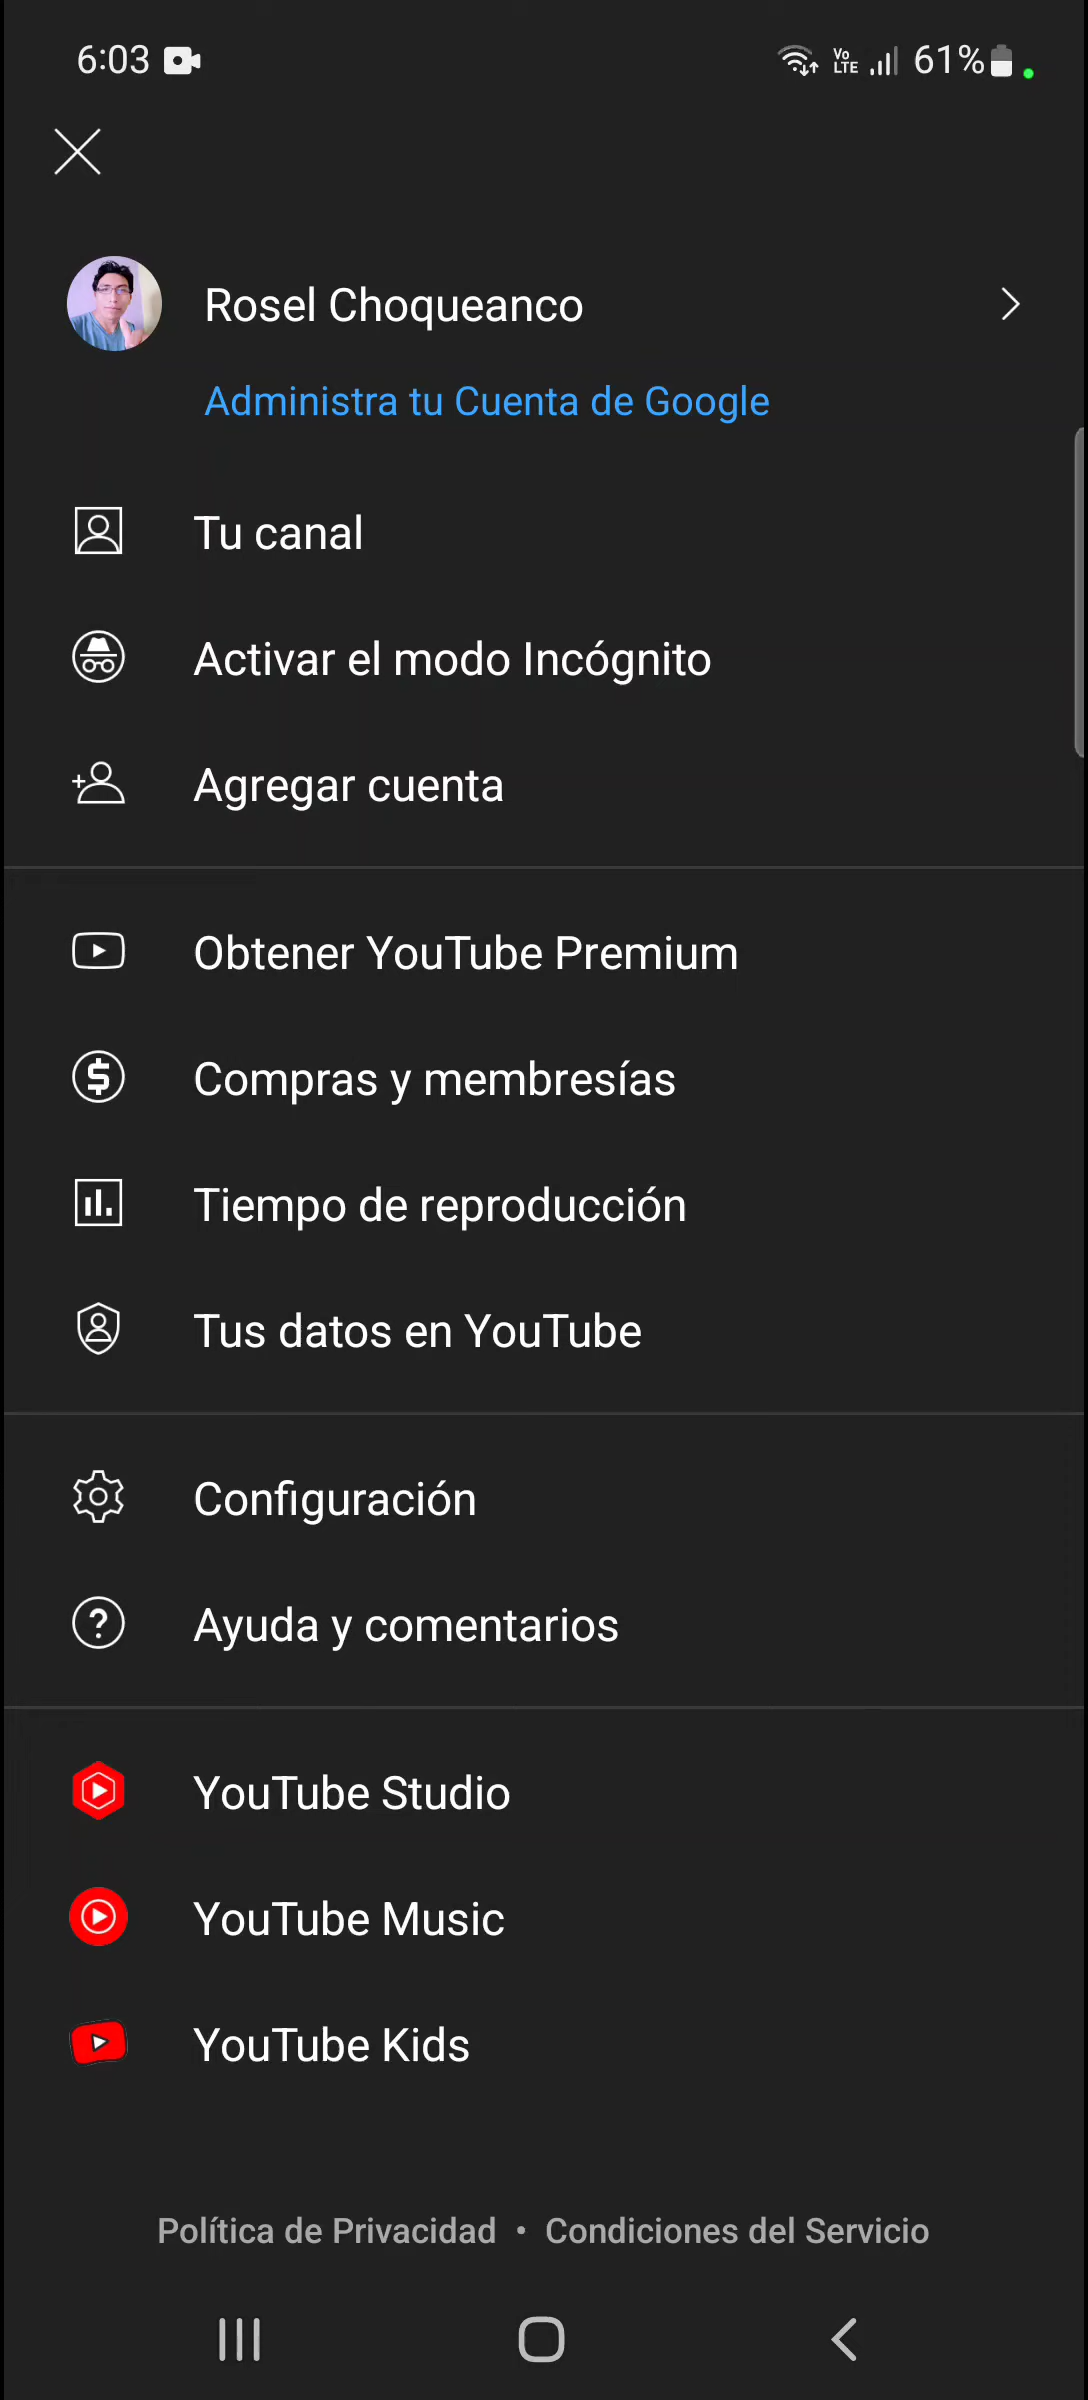 6:03 Vo LTE 61%
Rosel Choqueanco
Administra tu Cuenta de Google
Tu canal
Activar el modo Incógnito
Agregar cuenta
Obtener YouTube Premium
Compras y membresías
Tiempo de reproducción
Tus datos en YouTube
Configuración
Ayuda y comentarios
YouTube Studio
YouTube Music
YouTube Kids
Política de Privacidad • Condiciones del Servicio